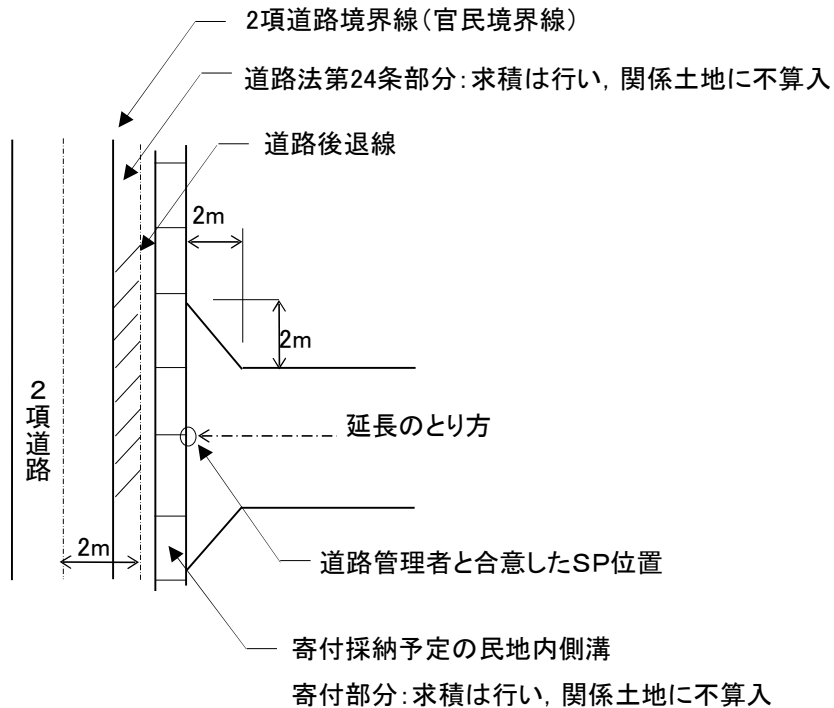 2項道路境界線（官民境界線）
道路法第24条部分：求積は行い，関係土地に不算入
道路後退線
2m
2m
2項道路
延長のとり方
2m
道路管理者と合意したSP位置
寄付採納予定の民地内側溝
寄付部分：求積は行い，関係土地に不算入